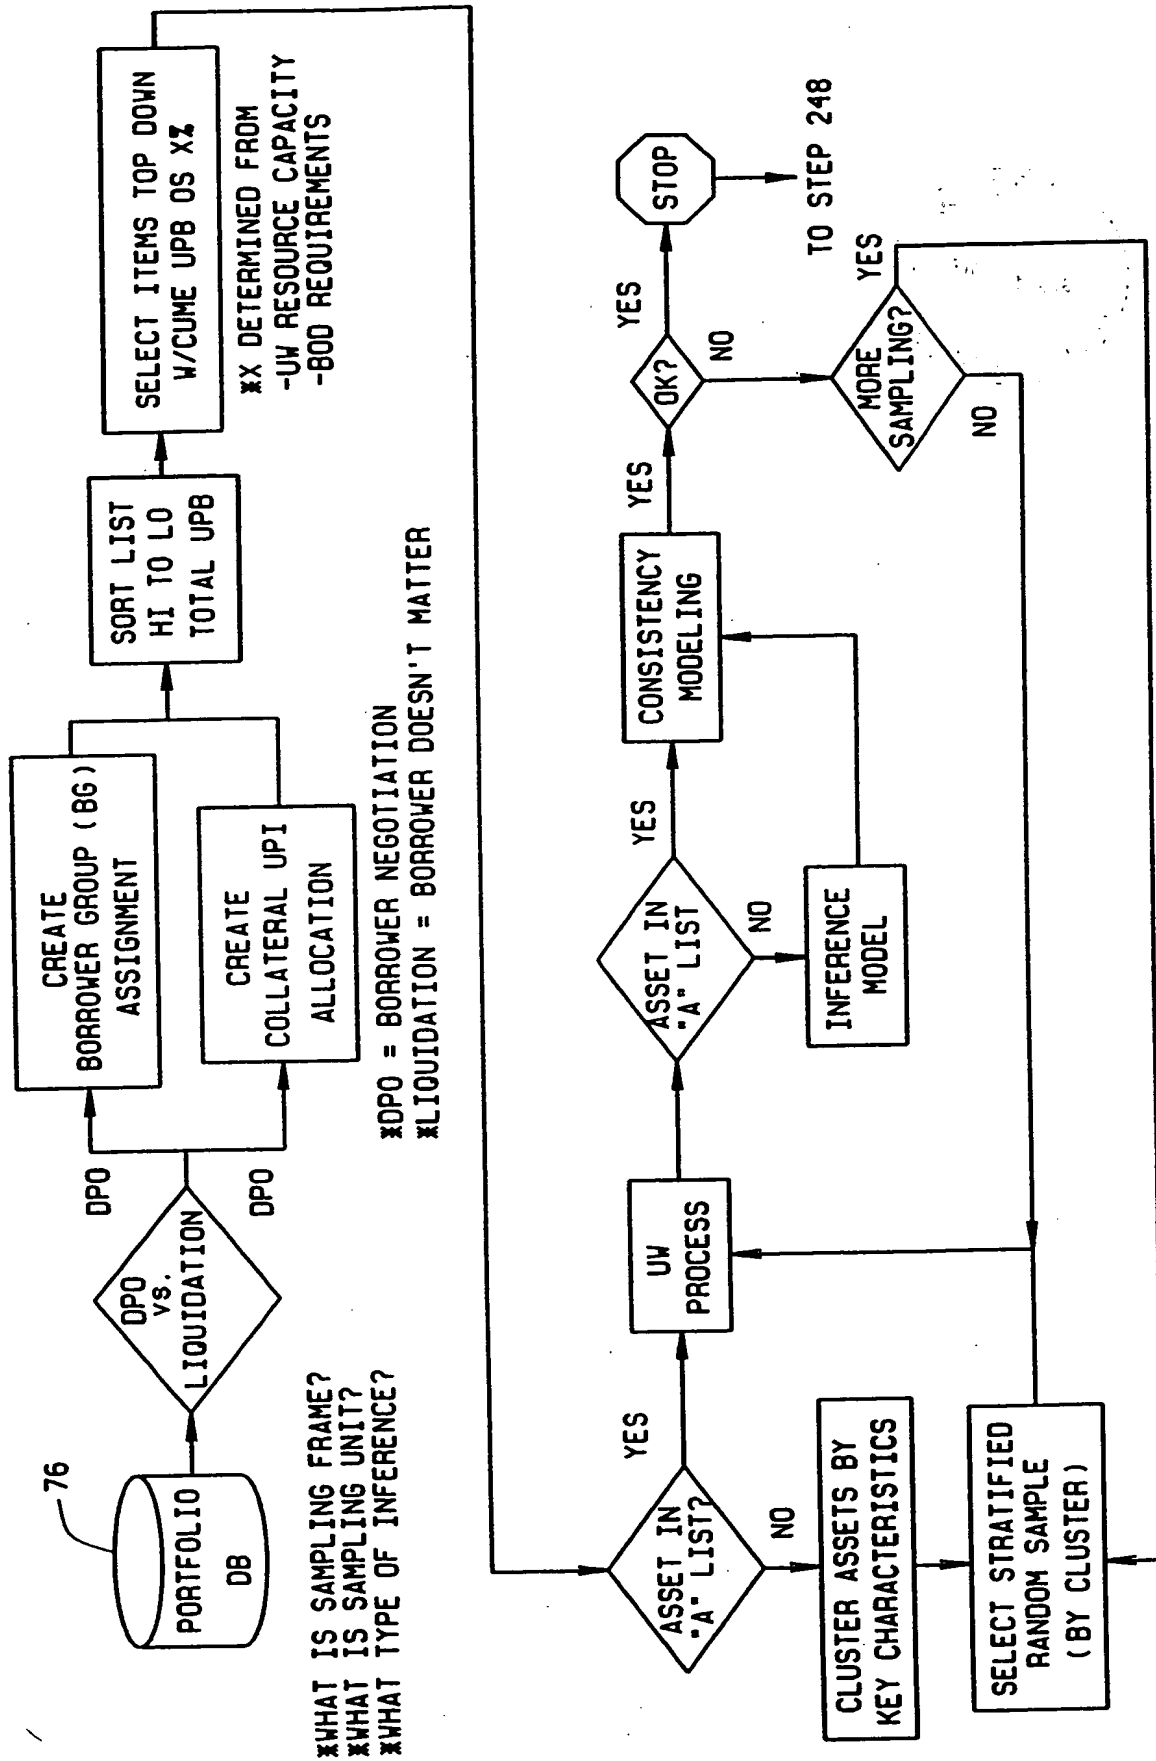 76
PORTFOLIO
DB
DPO
vs.
LIQUIDATION
DPO
DPO
CREATE
BORROWER GROUP (BG)
ASSIGNMENT
CREATE
COLLATERAL UPI
ALLOCATION
SORT LIST
HI TO LO
TOTAL UPB
SELECT ITEMS TOP DOWN
W/CUME UPB OS X%
*X DETERMINED FROM
-UW RESOURCE CAPACITY
-BOD REQUIREMENTS
*WHAT IS SAMPLING FRAME?
*WHAT IS SAMPLING UNIT?
*WHAT TYPE OF INFERENCE?
*DPO = BORROWER NEGOTIATION
*LIQUIDATION = BORROWER DOESN'T MATTER
ASSET IN
"A" LIST?
YES
NO
CLUSTER ASSETS BY
KEY CHARACTERISTICS
SELECT STRATIFIED
RANDOM SAMPLE
(BY CLUSTER)
UW
PROCESS
ASSET IN
"A" LIST
YES
NO
INFERENCE
MODEL
CONSISTENCY
MODELING
YES
OK?
YES
NO
STOP
TO STEP 248
MORE
SAMPLING?
YES
NO